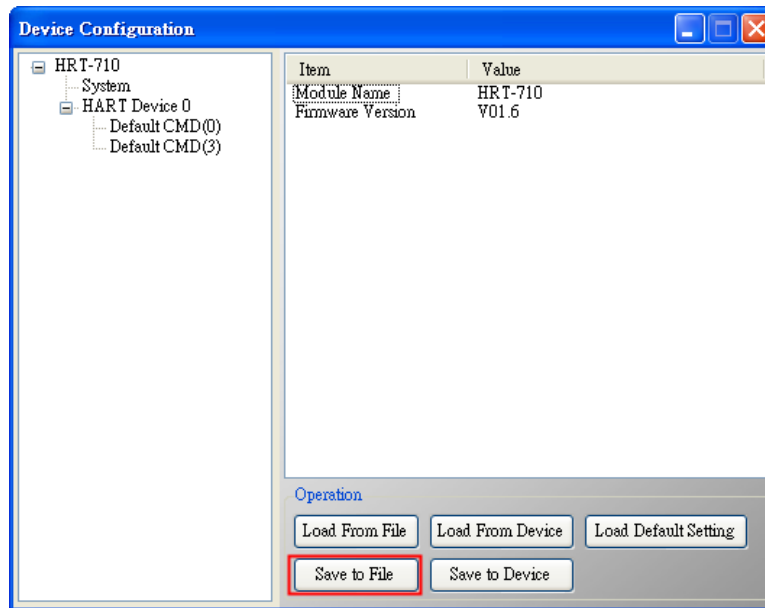 Device Configuration
HRT-710
System
HART Device 0
Default CMD(0)
Default CMD(3)
Item Value
Module Name HRT-710
Firmware Version V01.6
Operation
Load From File Load From Device Load Default Setting
Save to File Save to Device